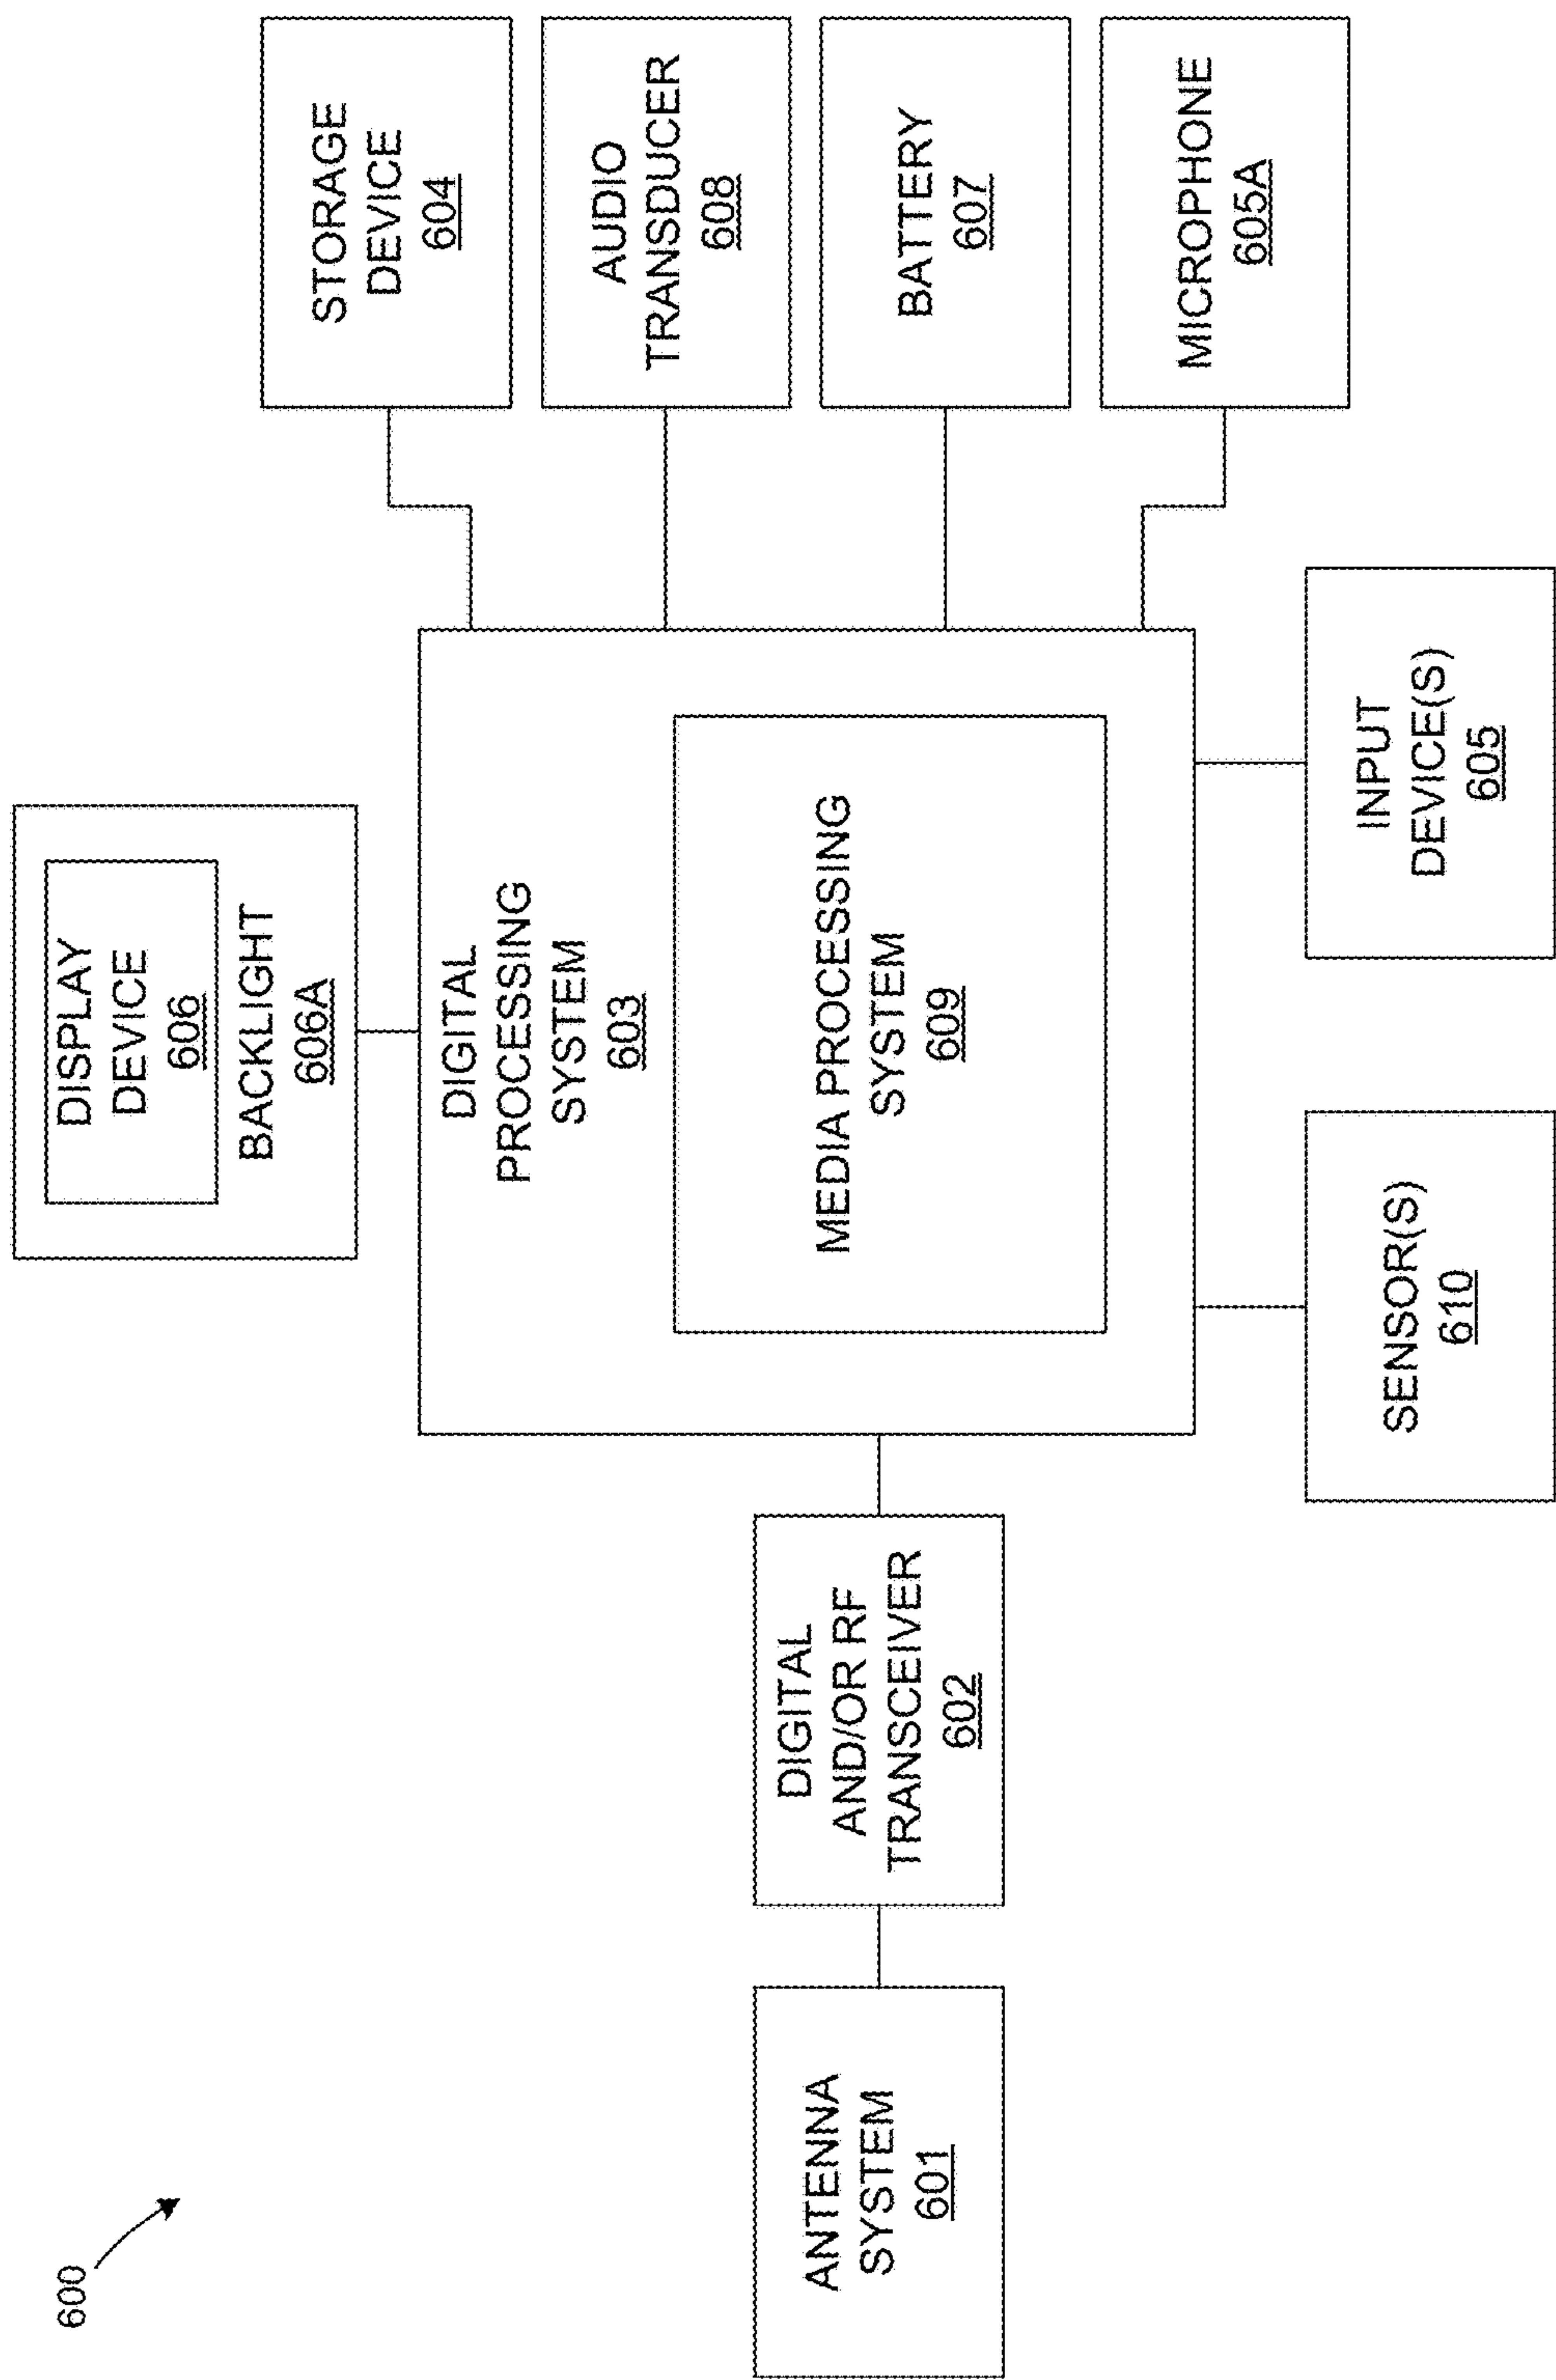 600
DISPLAY
DEVICE
606
BACKLIGHT
606A
STORAGE
DEVICE
604
DIGITAL
PROCESSING
SYSTEM
603
AUDIO
TRANSDUCER
608
ANTENNA
SYSTEM
601
DIGITAL
AND/OR RF
TRANSCEIVER
602
MEDIA PROCESSING
SYSTEM
609
BATTERY
607
MICROPHONE
605A
SENSOR(S)
610
INPUT
DEVICE(S)
605